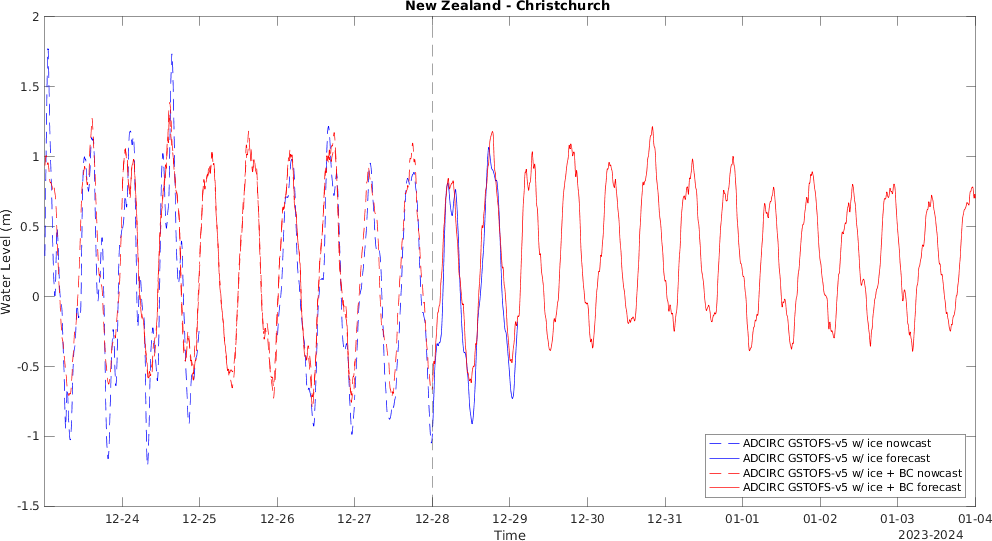 New Zealand - Christchurch
2
1.5
1
0.5
0
-0.5
-1
-1.5
Water Level (m)
ADCIRC GSTOFS-v5 w/ ice nowcast
ADCIRC GSTOFS-v5 w/ ice forecast
ADCIRC GSTOFS-v5 w/ ice + BC nowcast
ADCIRC GSTOFS-v5 w/ ice + BC forecast
12-24 12-25 12-26 12-27 12-28 12-29 12-30 12-31 01-01 01-02 01-03 01-04
Time
2023-2024